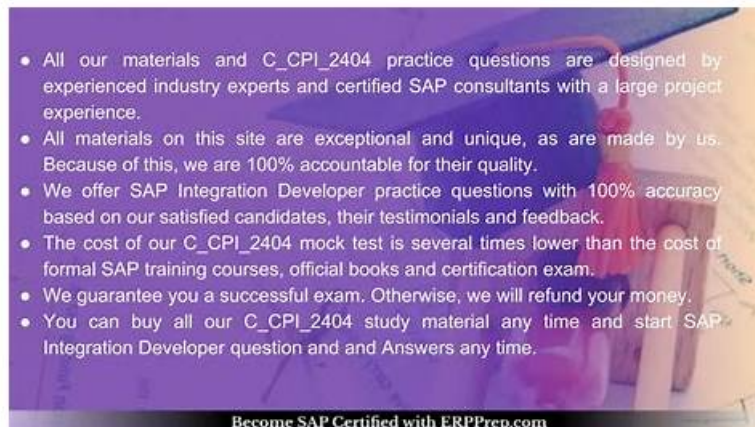 ● All our materials and C_CPI_2404 practice questions are designed by
experienced industry experts and certified SAP consultants with a large project
experience.
● All materials on this site are exceptional and unique, as are made by us.
Because of this, we are 100% accountable for their quality.
● We offer SAP Integration Developer practice questions with 100% accuracy
based on our satisfied candidates, their testimonials and feedback.
● The cost of our C_CPI_2404 mock test is several times lower than the cost of
formal SAP training courses, official books and certification exam.
● We guarantee you a successful exam. Otherwise, we will refund your money.
● You can buy all our C_CPI_2404 study material any time and start SAP
Integration Developer question and and Answers any time.
Become SAP Certified with ERPPrep.com